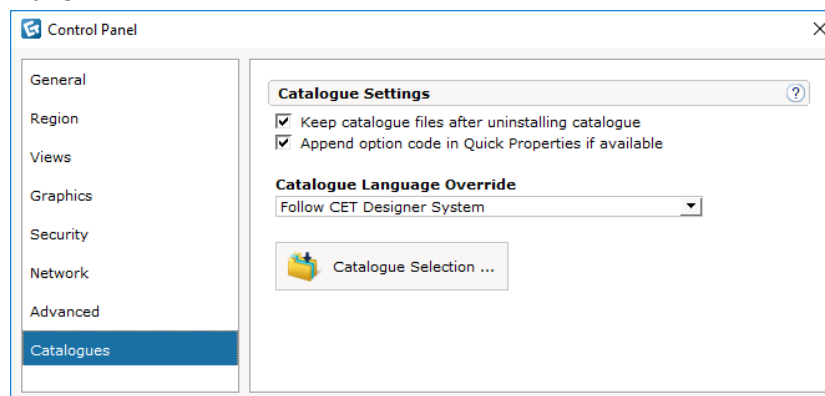 Control Panel
General
Region
Views
Graphics
Security
Network
Advanced
Catalogues
Catalogue Settings
?
Keep catalogue files after uninstalling catalogue
Append option code in Quick Properties if available
Catalogue Language Override
Follow CET Designer System
Catalogue Selection ...